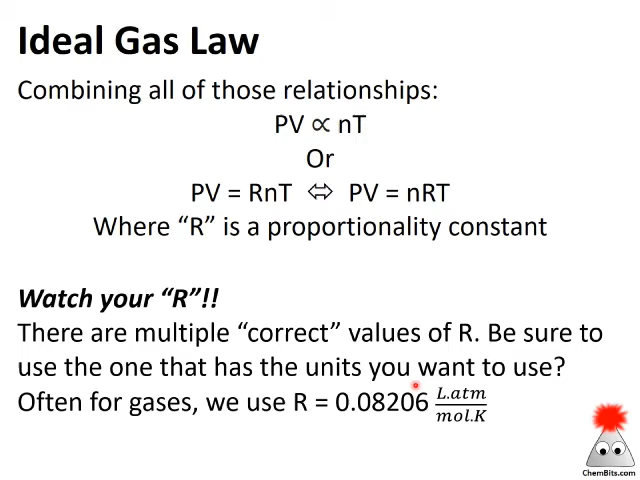 Ideal Gas Law
Combining all of those relationships:
PV ∝ nT
Or
PV = RnT ⇔ PV = nRT
Where “R” is a proportionality constant
Watch your “R”!!
There are multiple “correct” values of R. Be sure to
use the one that has the units you want to use?
Often for gases, we use R = 0.08206 L.atm/mol.K
ChemBits.com